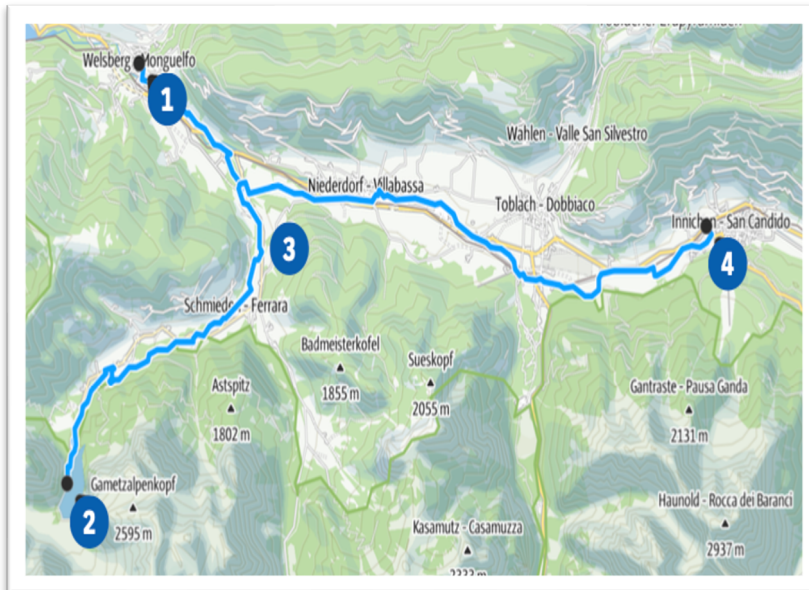 Welsberg - Monguelfo
1
Wahlen - Valle San Silvestro
Niederdorf - Villabassa
Toblach - Dobbiaco
Innichen - San Candido
3
4
Schmieden - Ferrara
Badmeisterkofel
1855 m
Sueskopf
2055 m
Astspitz
1802 m
Gantraste - Pausa Ganda
2131 m
Gametzalpenkopf
2595 m
2
Haunold - Rocca dei Baranci
2937 m
Kasamutz - Casamuzza